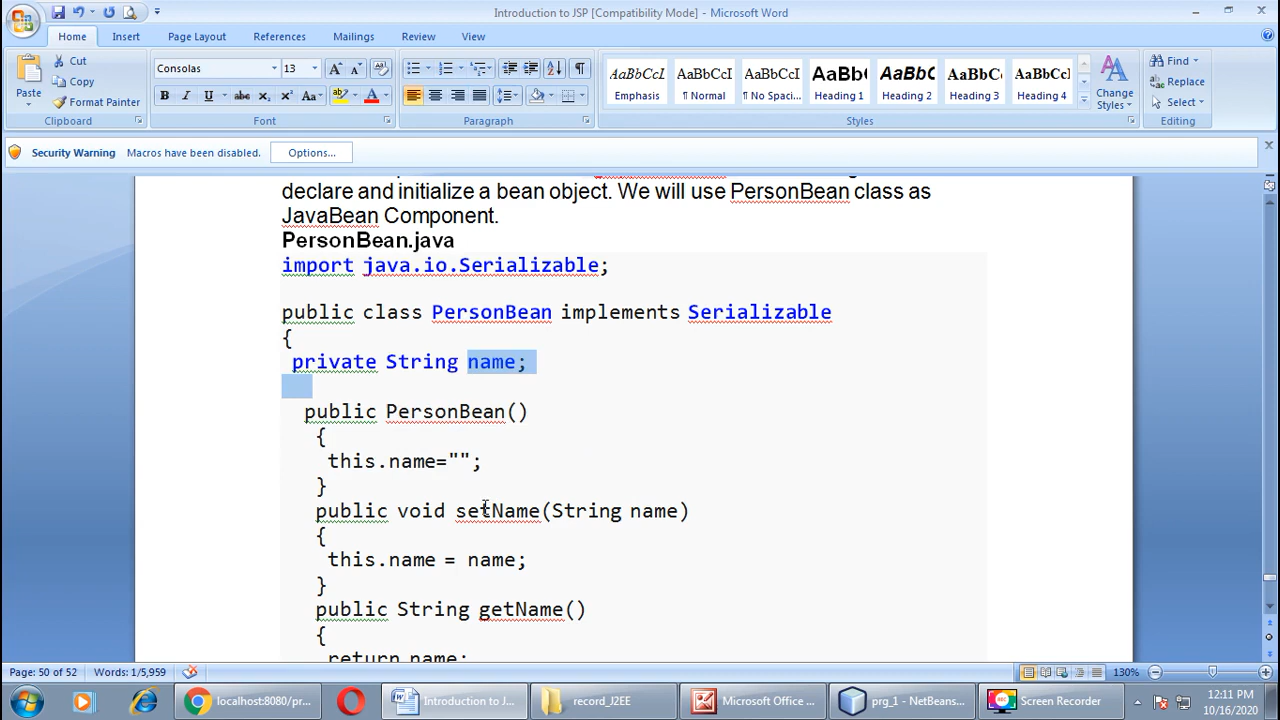 Introduction to JSP [Compatibility Mode] - Microsoft Word
Home Insert Page Layout References Mailings Review View
Paste
Cut
Copy
Format Painter
Clipboard
Consolas 13
Font
Paragraph
AaBbCcI AaBbCcI AaBbCcI AaBbC AaBbC AaBbCc AaBbCcI
Emphasis ¶ Normal ¶ No Spaci... Heading 1 Heading 2 Heading 3 Heading 4
Change Styles
Styles
Find
Replace
Select
Editing
Security Warning Macros have been disabled. Options...
declare and initialize a bean object. We will use PersonBean class as
JavaBean Component.
PersonBean.java
import java.io.Serializable;
public class PersonBean implements Serializable
{
private String name;
public PersonBean()
{
this.name="";
}
public void setName(String name)
{
this.name = name;
}
public String getName()
{
return name;
Page: 50 of 52 Words: 1/5,959 130%
localhost:8080/pr... Introduction to J... record_J2EE Microsoft Office ... prg_1 - NetBeans... Screen Recorder
12:11 PM
10/16/2020